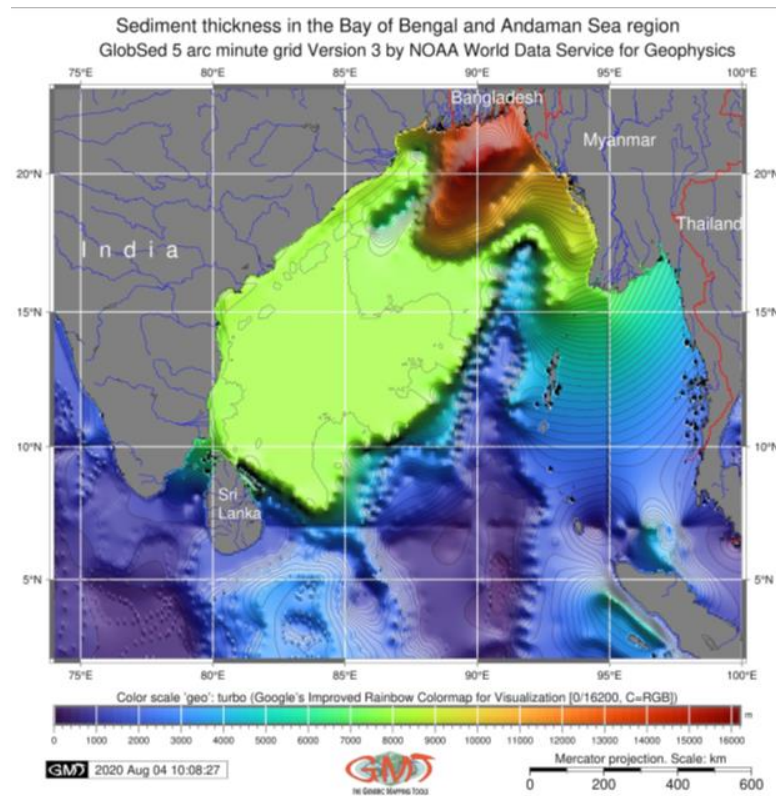 Sediment thickness in the Bay of Bengal and Andaman Sea region
GlobSed 5 arc minute grid Version 3 by NOAA World Data Service for Geophysics
75°E 80°E 85°E 90°E 95°E 100°E
Bangladesh
Myanmar
20°N 20°N
Thailand
India
15°N 15°N
10°N 10°N
Sri
Lanka
5°N 5°N
75°E 80°E 85°E 90°E 95°E 100°E
Color scale 'geo': turbo (Google's Improved Rainbow Colormap for Visualization [0/16200, C=RGB])
m
0 1000 2000 3000 4000 5000 6000 7000 8000 9000 10000 11000 12000 13000 14000 15000 16000
Mercator projection. Scale: km
GMT 2020 Aug 04 10:08:27
GMT
THE GENERIC MAPPING TOOLS
0 200 400 600